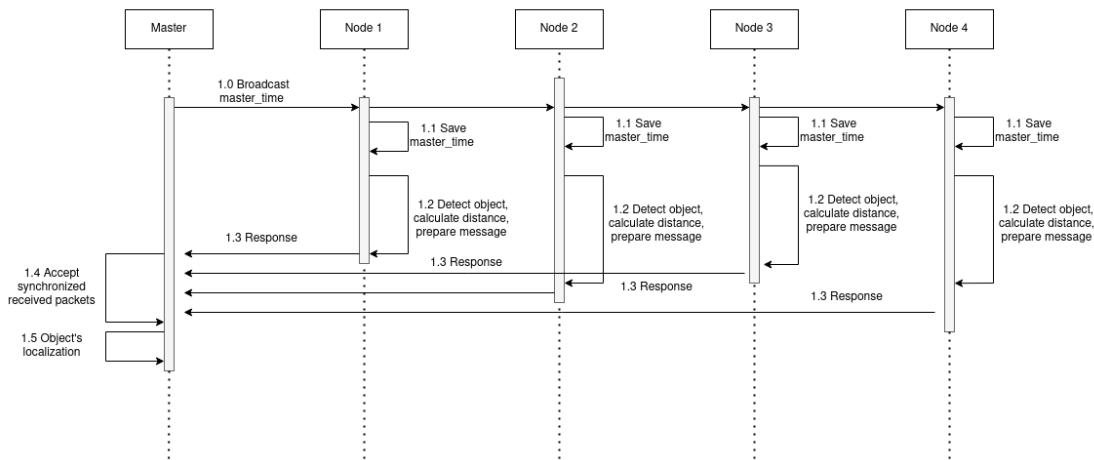 Master
Node 1
Node 2
Node 3
Node 4
1.0 Broadcast
master_time
1.1 Save
master_time
1.1 Save
master_time
1.1 Save
master_time
1.1 Save
master_time
1.2 Detect object,
calculate distance,
prepare message
1.2 Detect object,
calculate distance,
prepare message
1.2 Detect object,
calculate distance,
prepare message
1.2 Detect object,
calculate distance,
prepare message
1.3 Response
1.3 Response
1.3 Response
1.3 Response
1.4 Accept
synchronized
received packets
1.5 Object's
localization